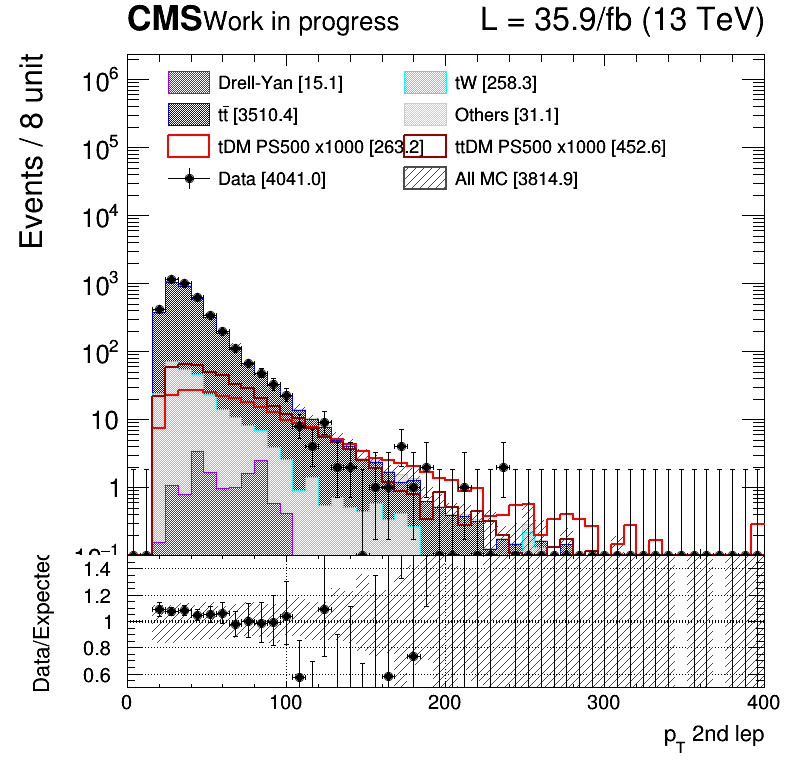 CMS Work in progress L = 35.9/fb (13 TeV)
Events / 8 unit
10⁶
10⁵
10⁴
10³
10²
10
1
10⁻¹
Drell-Yan [15.1] tW [258.3]
tt̄ [3510.4] Others [31.1]
tDM PS500 x1000 [263.2] ttDM PS500 x1000 [452.6]
Data [4041.0] All MC [3814.9]
Data/Expected
1.4
1.2
1
0.8
0.6
0 100 200 300 400
p_T 2nd lep